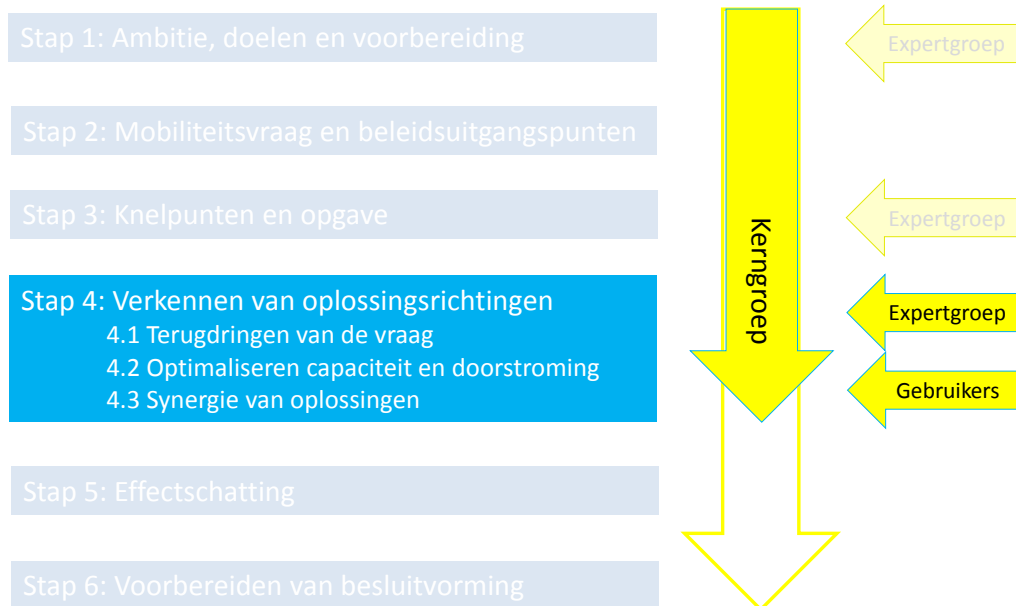 Stap 1: Ambitie, doelen en voorbereiding
Expertgroep
Stap 2: Mobiliteitsvraag en beleidsuitgangspunten
Stap 3: Knelpunten en opgave
Expertgroep
Kerngroep
Stap 4: Verkennen van oplossingsrichtingen
4.1 Terugdringen van de vraag
4.2 Optimaliseren capaciteit en doorstroming
4.3 Synergie van oplossingen
Expertgroep
Gebruikers
Stap 5: Effectschatting
Stap 6: Voorbereiden van besluitvorming